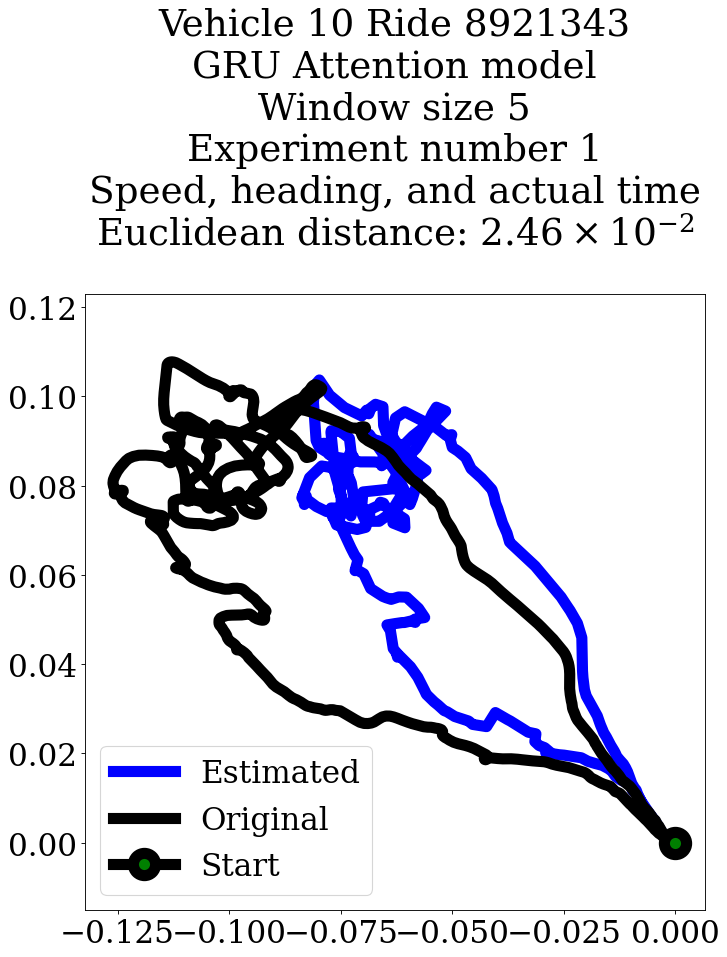 Vehicle 10 Ride 8921343
GRU Attention model
Window size 5
Experiment number 1
Speed, heading, and actual time
Euclidean distance: 2.46 × 10⁻²
0.12
0.10
0.08
0.06
0.04
0.02
0.00
Estimated
Original
Start
−0.125 −0.100 −0.075 −0.050 −0.025 0.000